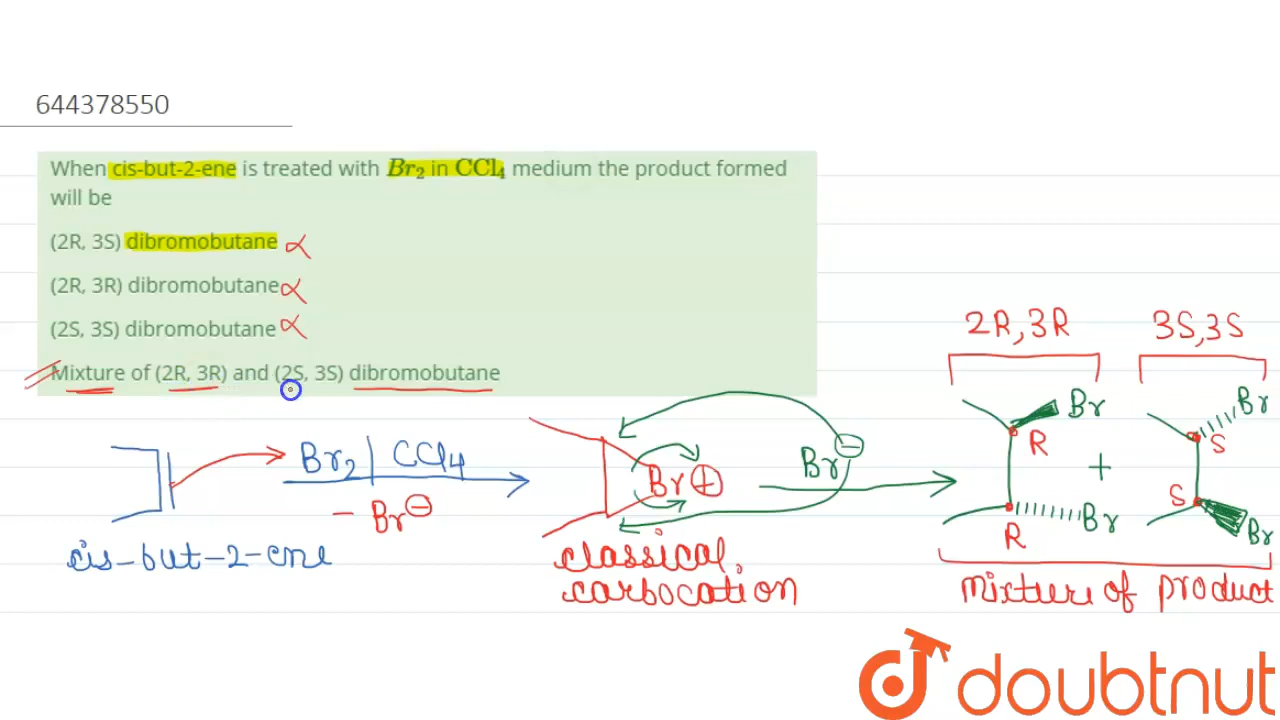 644378550
When cis-but-2-ene is treated with Br₂ in CCl₄ medium the product formed
will be
(2R, 3S) dibromobutane
(2R, 3R) dibromobutane
(2S, 3S) dibromobutane
Mixture of (2R, 3R) and (2S, 3S) dibromobutane
2R, 3R
3S, 3S
Br
Br
R
S
Br₂ | CCl₄
Br⊕
Br⊖
+
- Br⊖
S
Br
R
Br
cis-but-2-ene
classical
carbocation
mixture of product
doubtnut